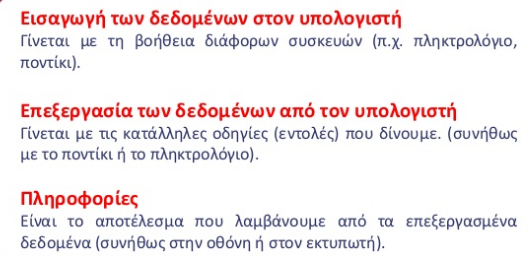 Εισαγωγή των δεδομένων στον υπολογιστή
Γίνεται με τη βοήθεια διάφορων συσκευών (π.χ. πληκτρολόγιο,
ποντίκι).
Επεξεργασία των δεδομένων από τον υπολογιστή
Γίνεται με τις κατάλληλες οδηγίες (εντολές) που δίνουμε. (συνήθως
με το ποντίκι ή το πληκτρολόγιο).
Πληροφορίες
Είναι το αποτέλεσμα που λαμβάνουμε από τα επεξεργασμένα
δεδομένα (συνήθως στην οθόνη ή στον εκτυπωτή).